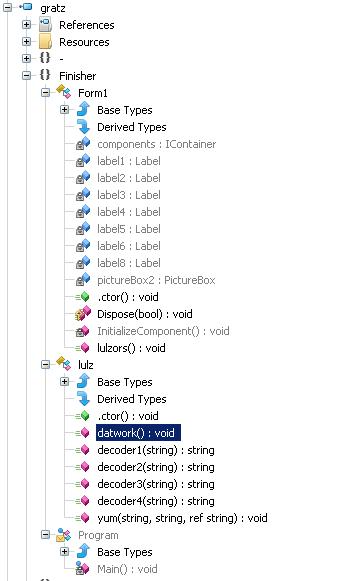 gratz
References
Resources
{} -
{} Finisher
Form1
Base Types
Derived Types
components : IContainer
label1 : Label
label2 : Label
label3 : Label
label4 : Label
label5 : Label
label6 : Label
label8 : Label
pictureBox2 : PictureBox
.ctor() : void
Dispose(bool) : void
InitializeComponent() : void
lulzors() : void
lulz
Base Types
Derived Types
.ctor() : void
datwork() : void
decoder1(string) : string
decoder2(string) : string
decoder3(string) : string
decoder4(string) : string
yum(string, string, ref string) : void
Program
Base Types
Main() : void